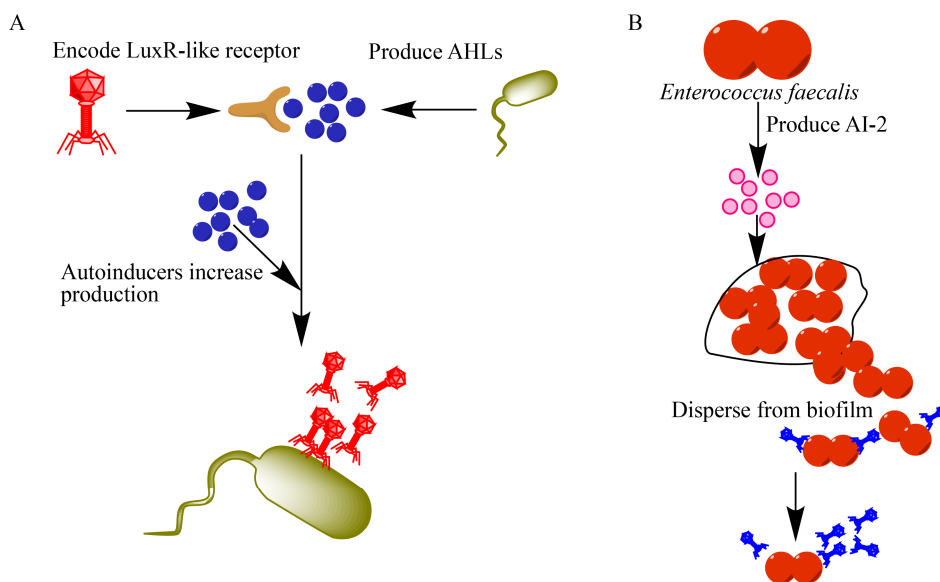 A
Encode LuxR-like receptor
Produce AHLs
Autoinducers increase
production
B
Enterococcus faecalis
Produce AI-2
Disperse from biofilm